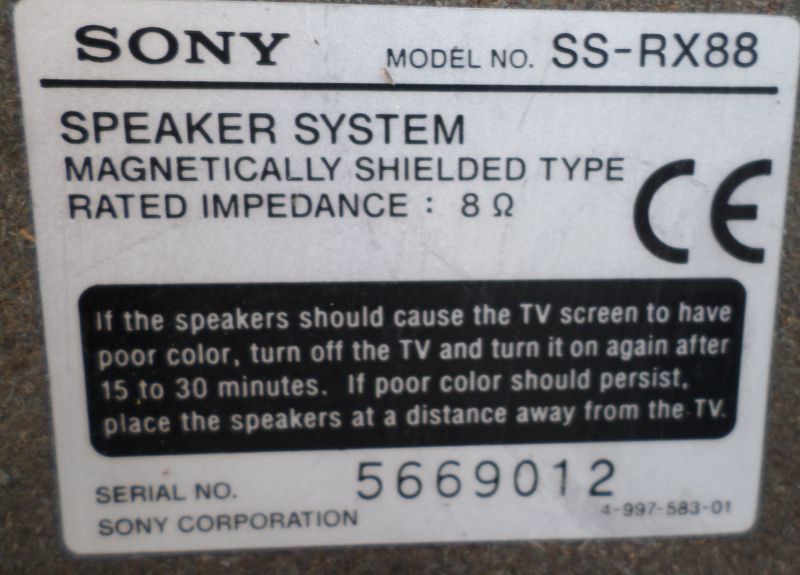 SONY MODEL NO. SS-RX88
SPEAKER SYSTEM
MAGNETICALLY SHIELDED TYPE
RATED IMPEDANCE : 8 Ω
CE
If the speakers should cause the TV screen to have
poor color, turn off the TV and turn it on again after
15 to 30 minutes. If poor color should persist,
place the speakers at a distance away from the TV.
SERIAL NO. 5669012
SONY CORPORATION 4-997-583-01